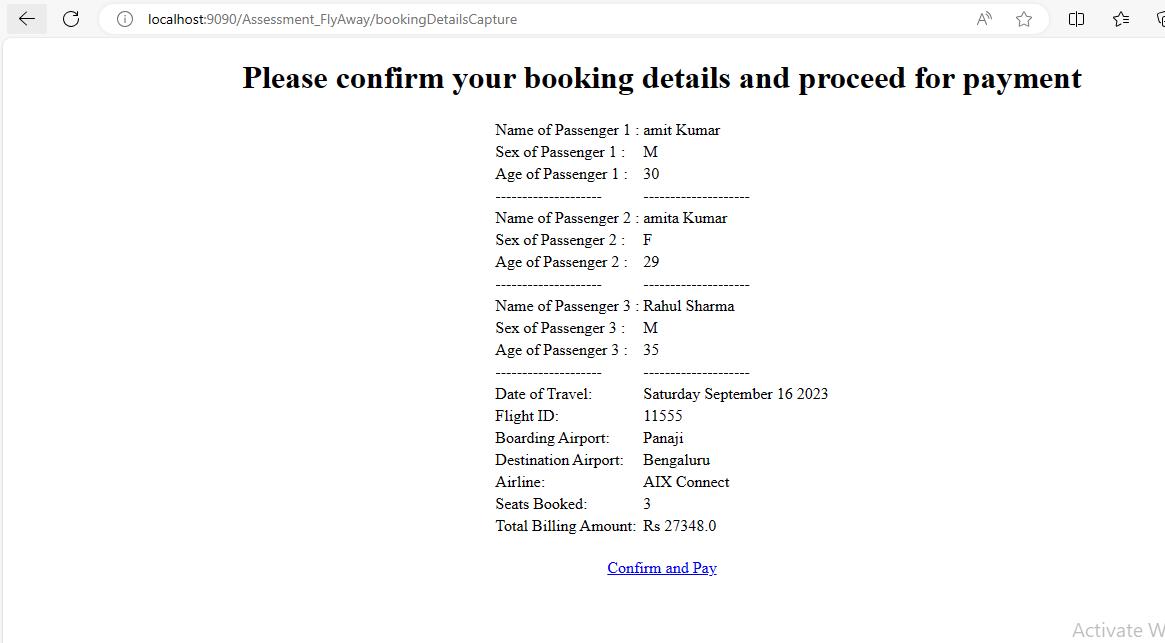 localhost:9090/Assessment_FlyAway/bookingDetailsCapture
Please confirm your booking details and proceed for payment
Name of Passenger 1 : amit Kumar
Sex of Passenger 1 : M
Age of Passenger 1 : 30
-------------------- --------------------
Name of Passenger 2 : amita Kumar
Sex of Passenger 2 : F
Age of Passenger 2 : 29
-------------------- --------------------
Name of Passenger 3 : Rahul Sharma
Sex of Passenger 3 : M
Age of Passenger 3 : 35
-------------------- --------------------
Date of Travel: Saturday September 16 2023
Flight ID: 11555
Boarding Airport: Panaji
Destination Airport: Bengaluru
Airline: AIX Connect
Seats Booked: 3
Total Billing Amount: Rs 27348.0
Confirm and Pay
Activate W